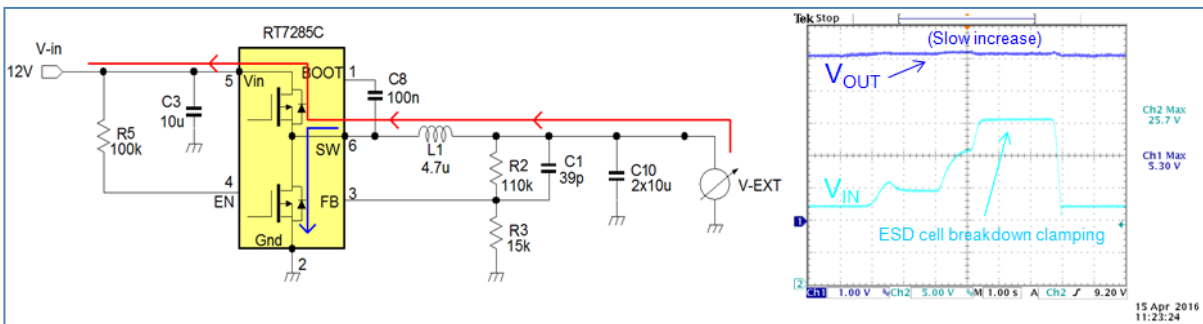 RT7285C
V-in
12V
5
Vin
BOOT
1
C8
100n
C3
10u
R5
100k
SW
6
L1
4.7u
R2
110k
C1
39p
C10
2x10u
V-EXT
4
EN
FB
3
Gnd
2
R3
15k
Tek Stop
(Slow increase)
VOUT
Ch2 Max
25.7 V
Ch1 Max
5.30 V
VIN
1
ESD cell breakdown clamping
2
Ch1 1.00 V Ch2 5.00 V M 1.00 s A Ch2 ƒ 9.20 V
15 Apr 2016
11:23:24